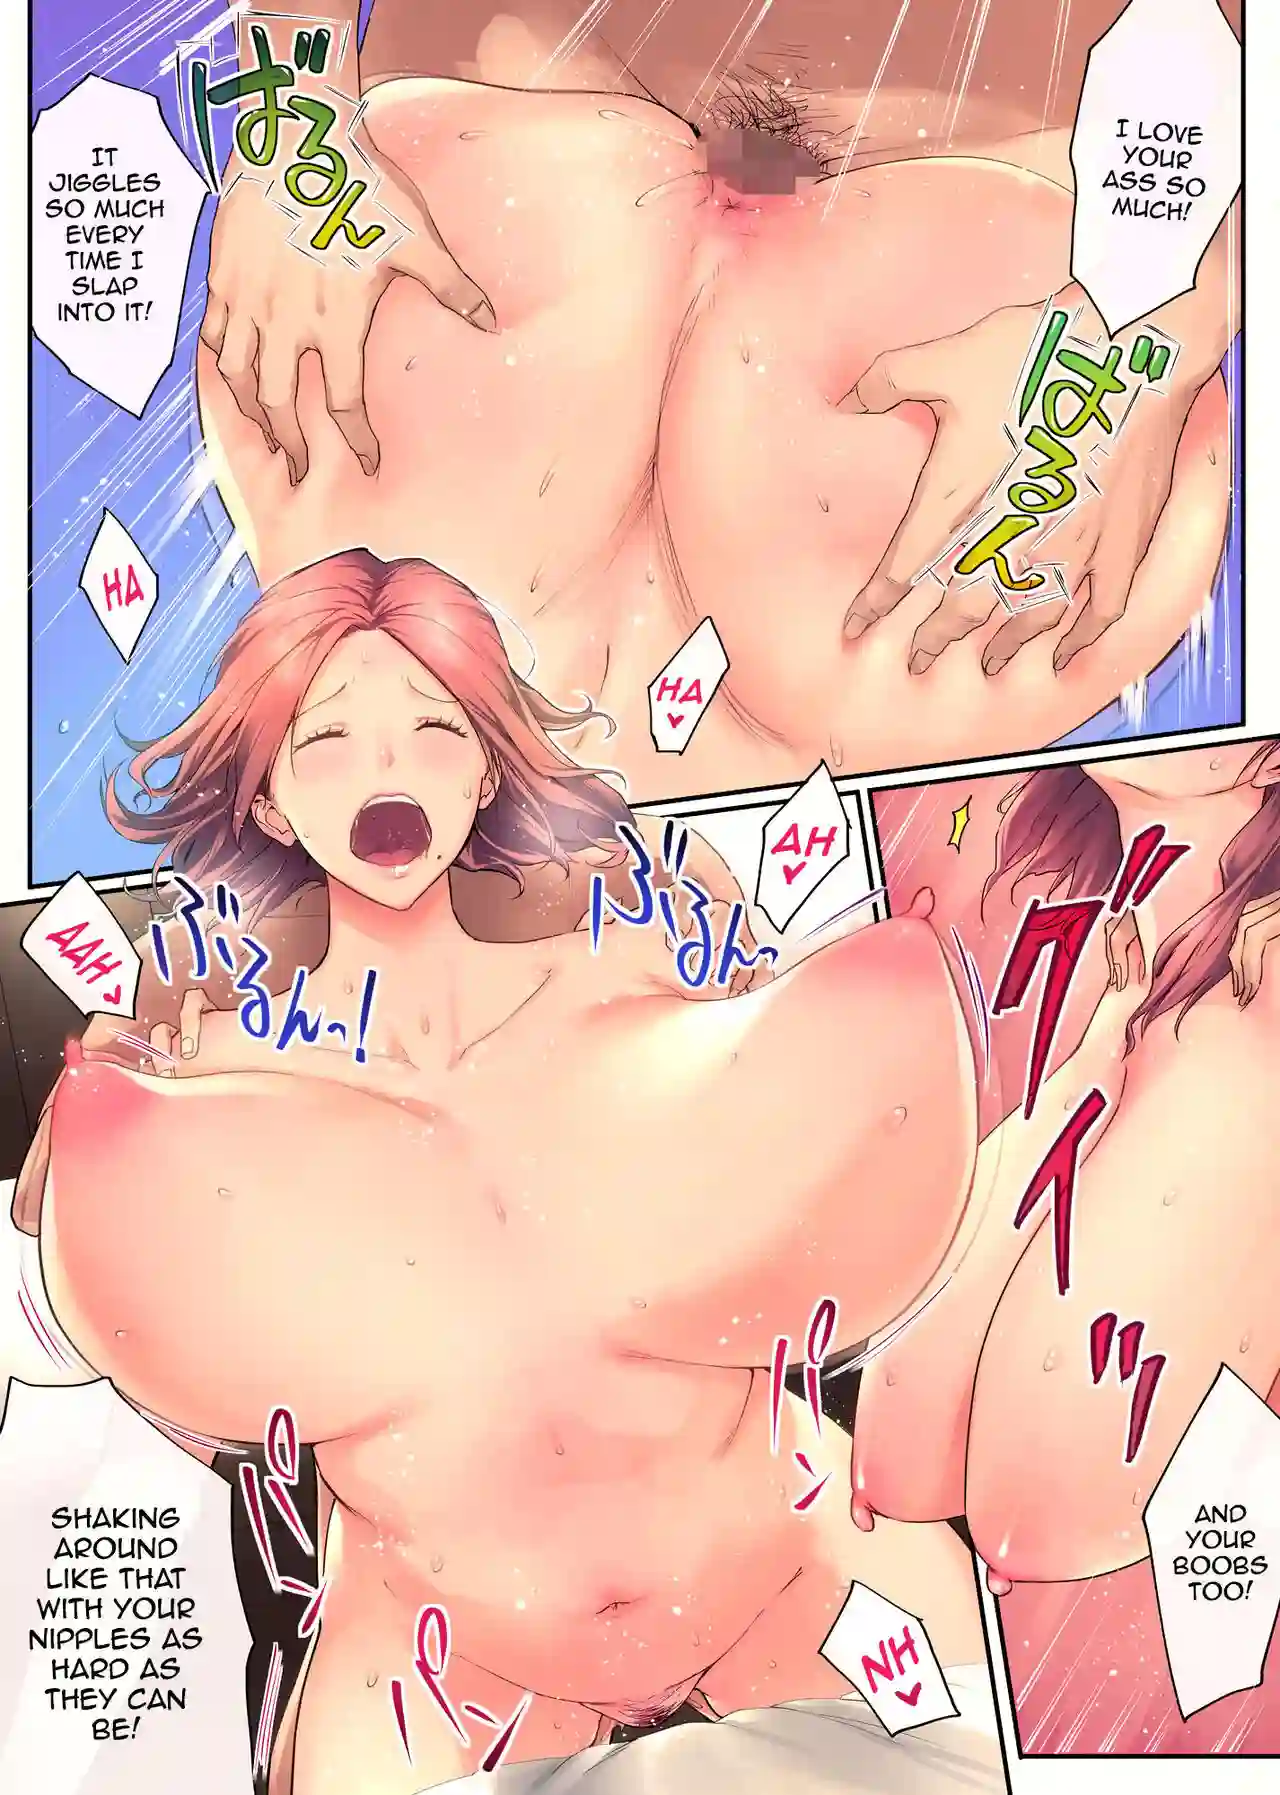 I LOVE
YOUR
ASS SO
MUCH!
ばるんっ
IT
JIGGLES
SO MUCH
EVERY
TIME I
SLAP
INTO IT!
ばるん
HA
HA
AH
AAH
ぶるんっ
ぶるんっ!
グイッ
AND
YOUR
BOOBS
TOO!
パン
パン
パン
SHAKING
AROUND
LIKE THAT
WITH YOUR
NIPPLES AS
HARD AS
THEY CAN
BE!
NH